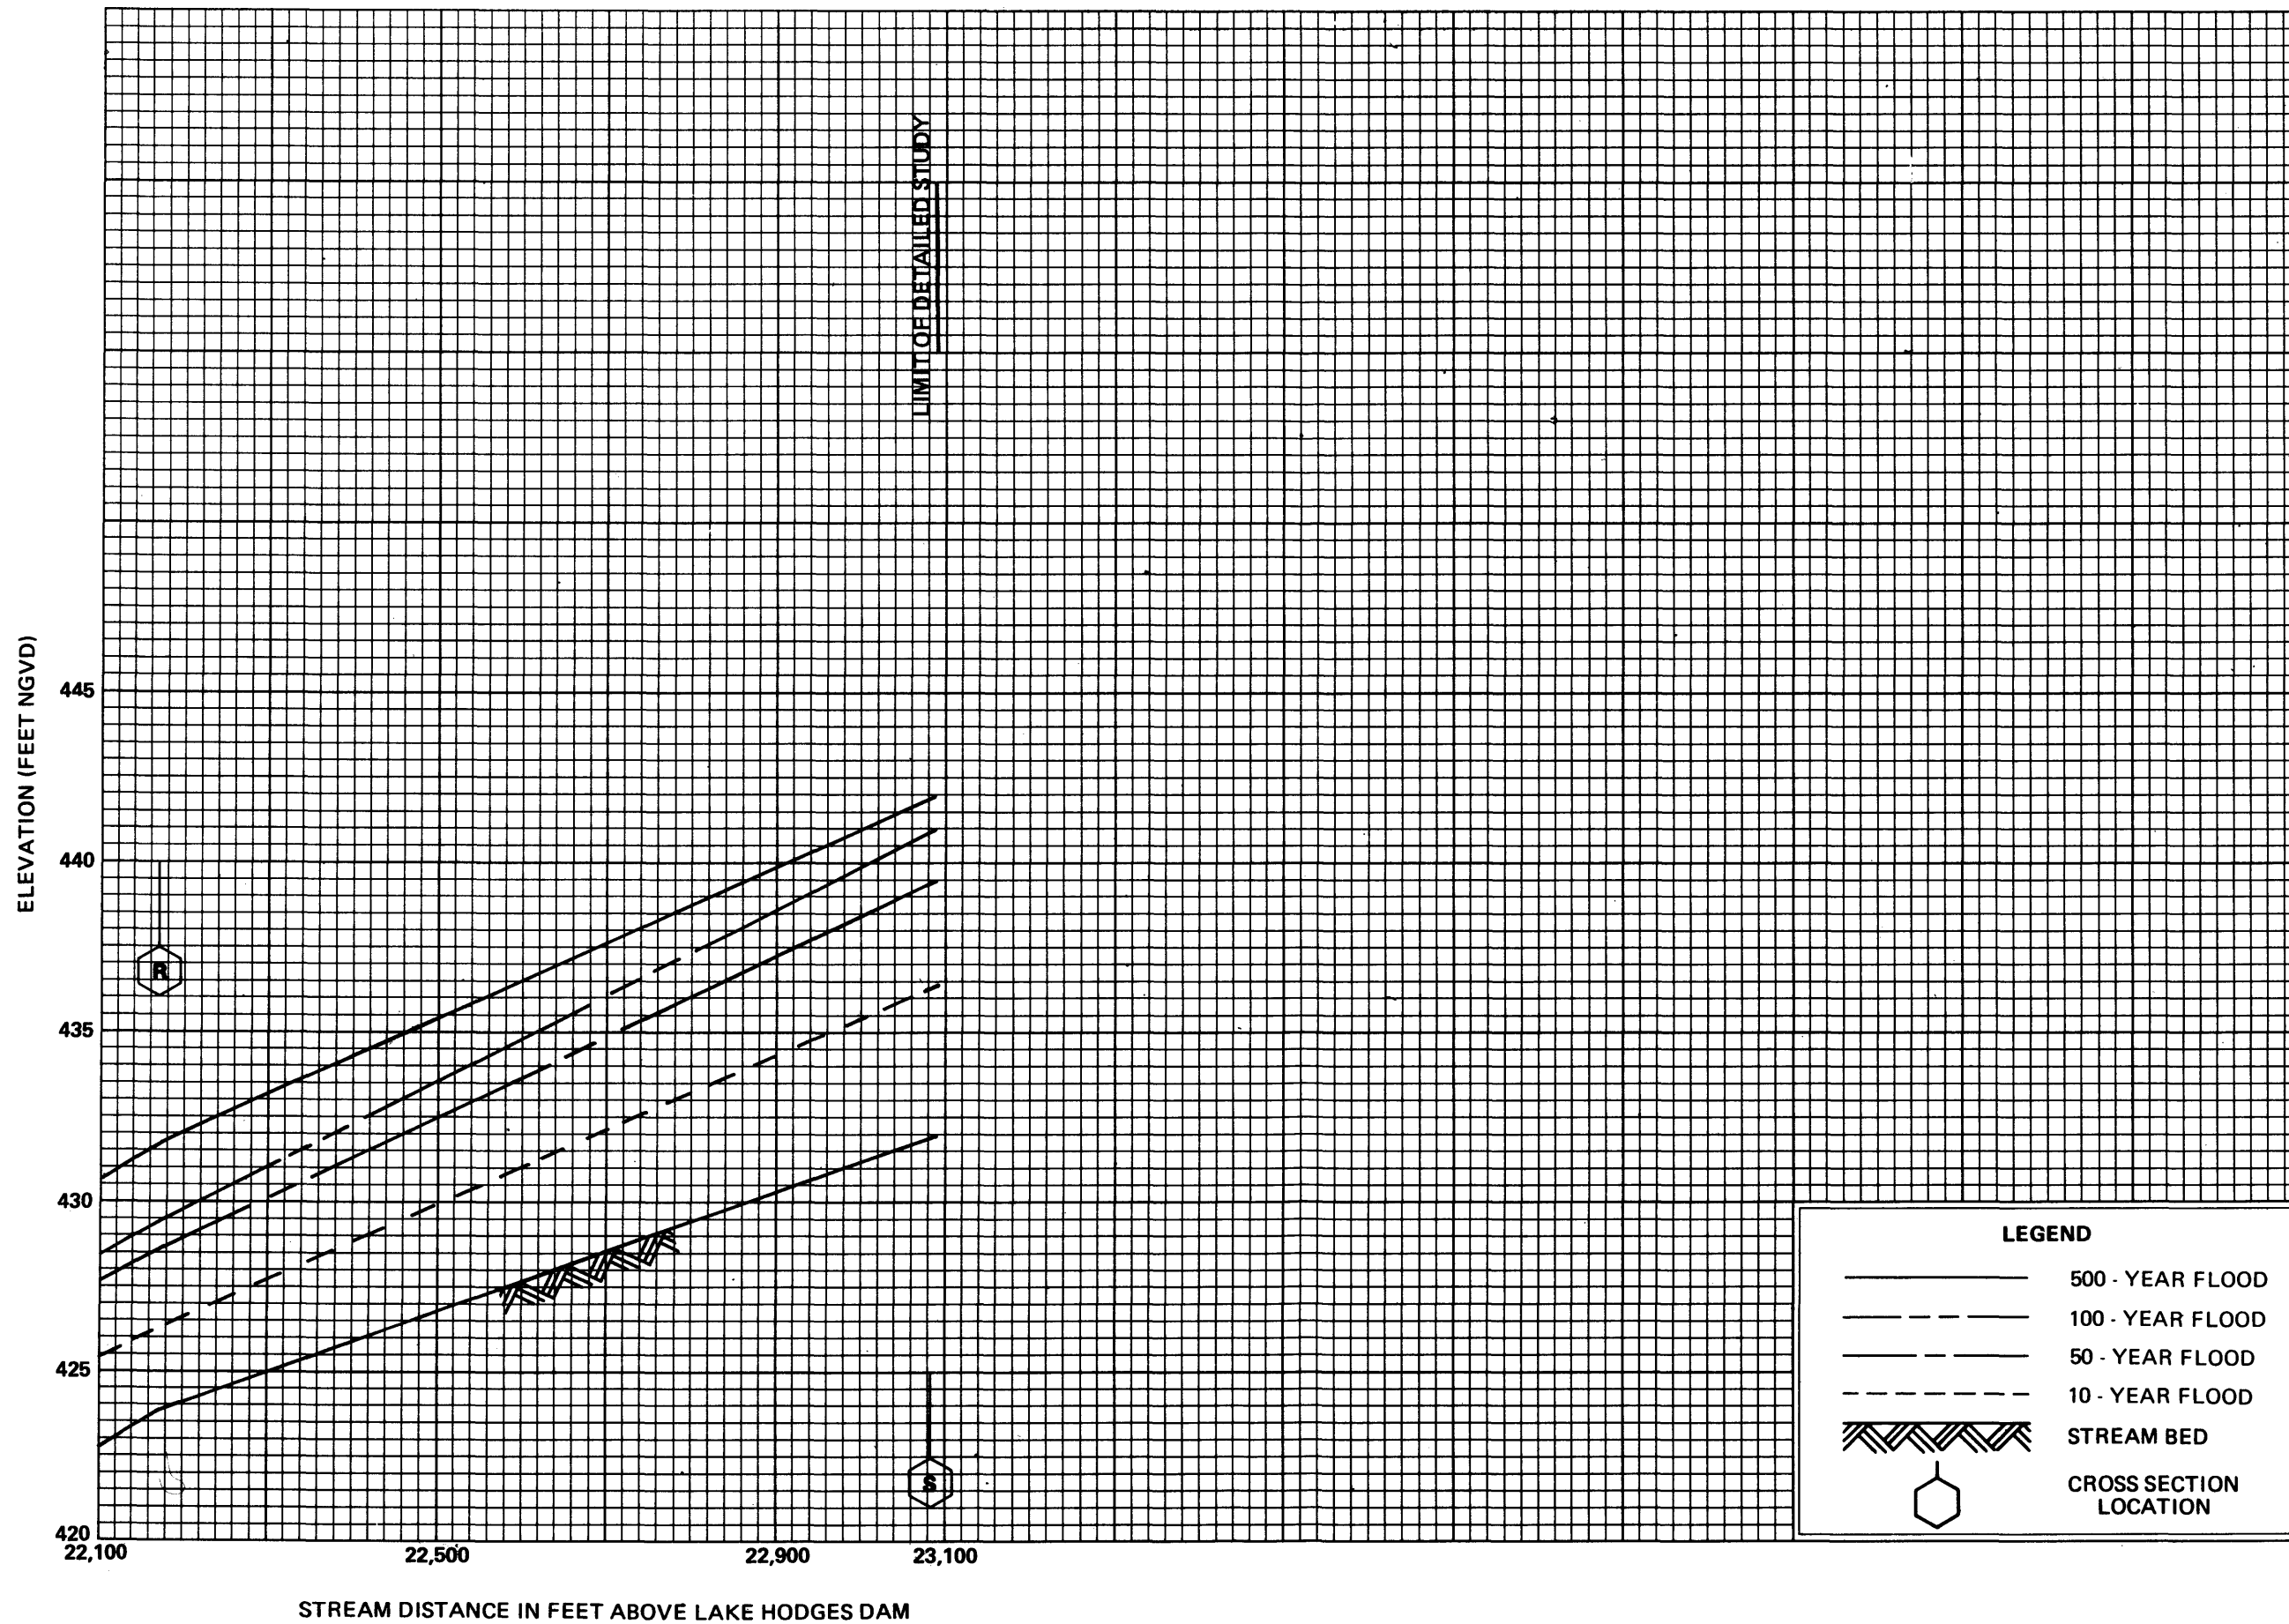 LIMIT OF DETAILED STUDY
ELEVATION (FEET NGVD)
445
440
435
430
425
420
R
S
22,100
22,500
22,900
23,100
STREAM DISTANCE IN FEET ABOVE LAKE HODGES DAM
LEGEND
500 - YEAR FLOOD
100 - YEAR FLOOD
50 - YEAR FLOOD
10 - YEAR FLOOD
STREAM BED
CROSS SECTION
LOCATION